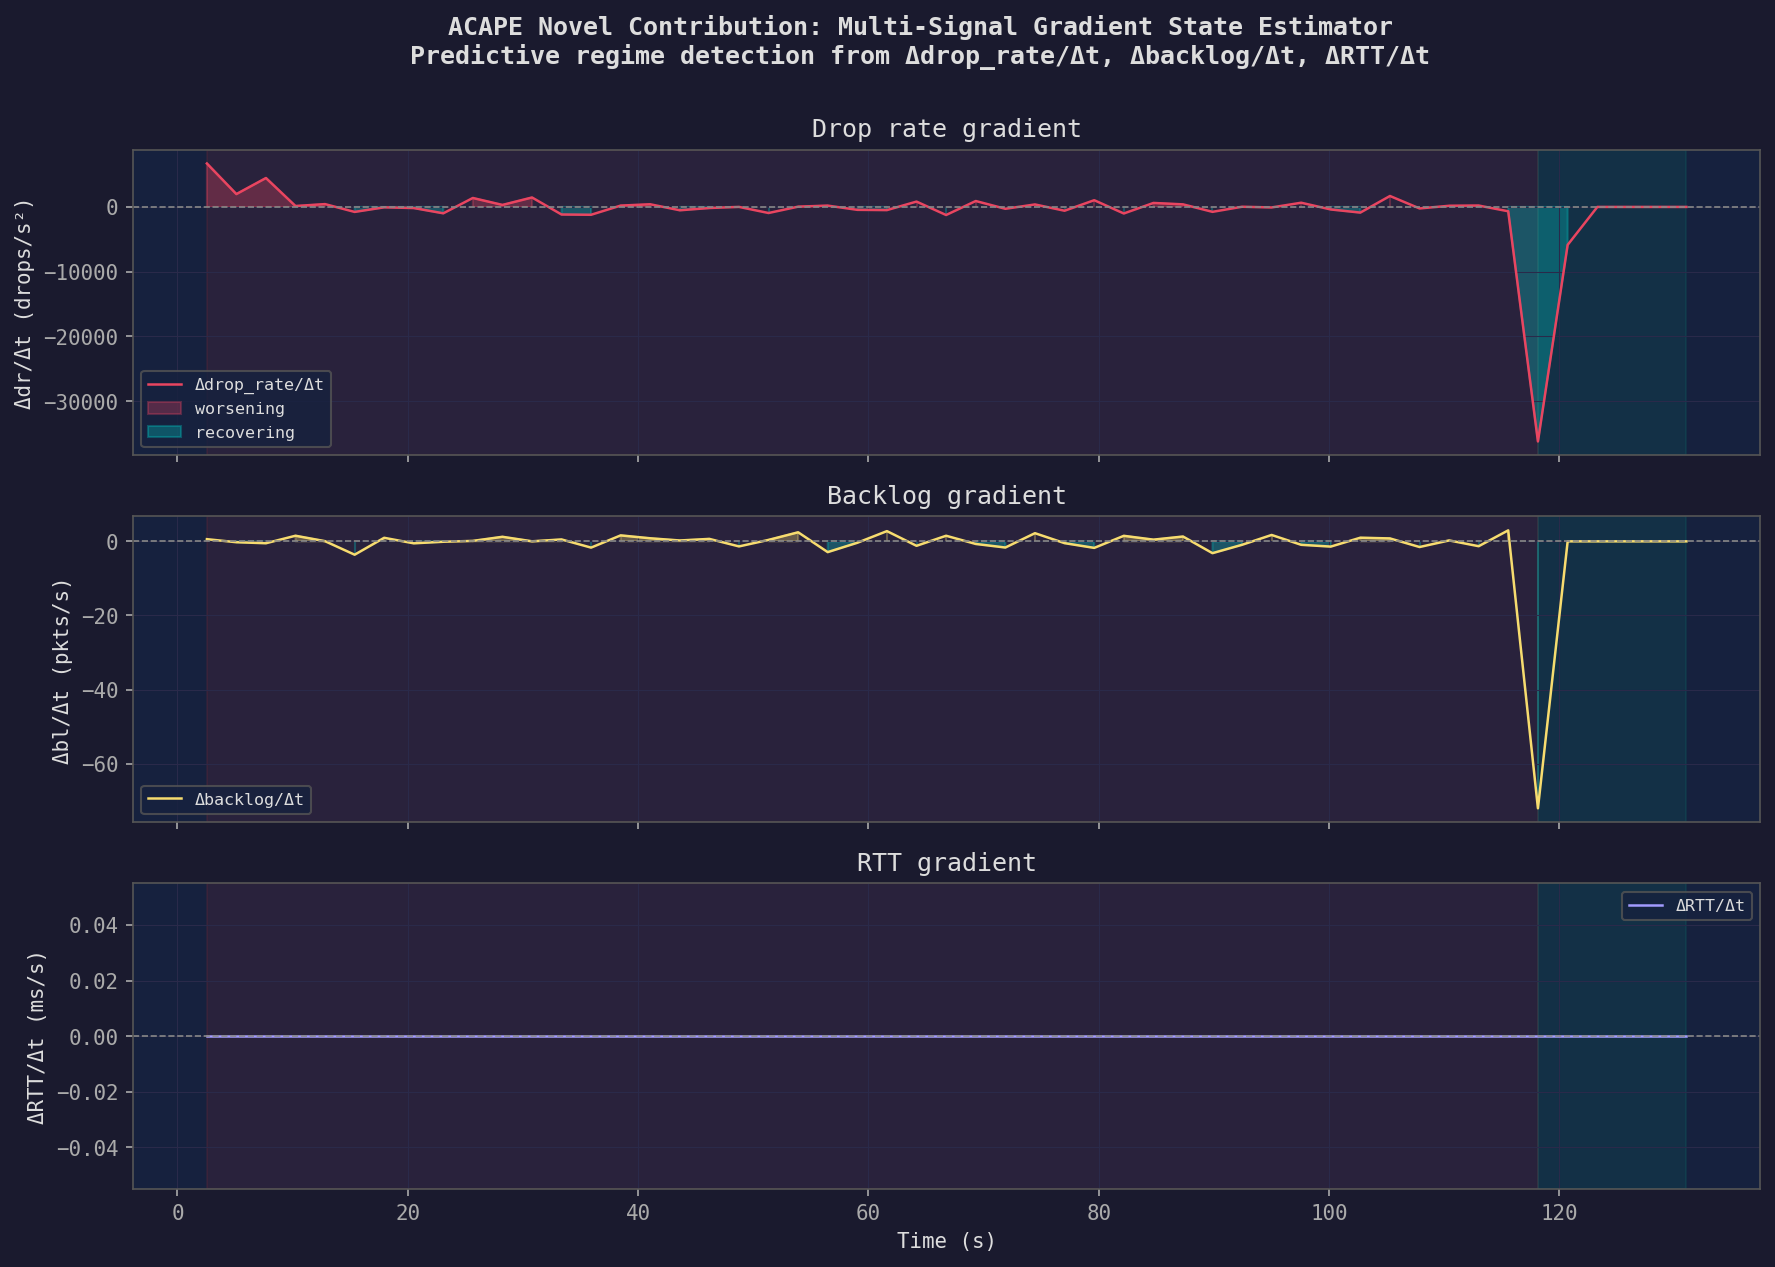 ACAPE Novel Contribution: Multi-Signal Gradient State Estimator
Predictive regime detection from Δdrop_rate/Δt, Δbacklog/Δt, ΔRTT/Δt
Drop rate gradient
Δdr/Δt (drops/s²)
0
−10000
−20000
−30000
Δdrop_rate/Δt
worsening
recovering
Backlog gradient
Δbl/Δt (pkts/s)
0
−20
−40
−60
Δbacklog/Δt
RTT gradient
ΔRTT/Δt (ms/s)
0.04
0.02
0.00
−0.02
−0.04
ΔRTT/Δt
0 20 40 60 80 100 120
Time (s)